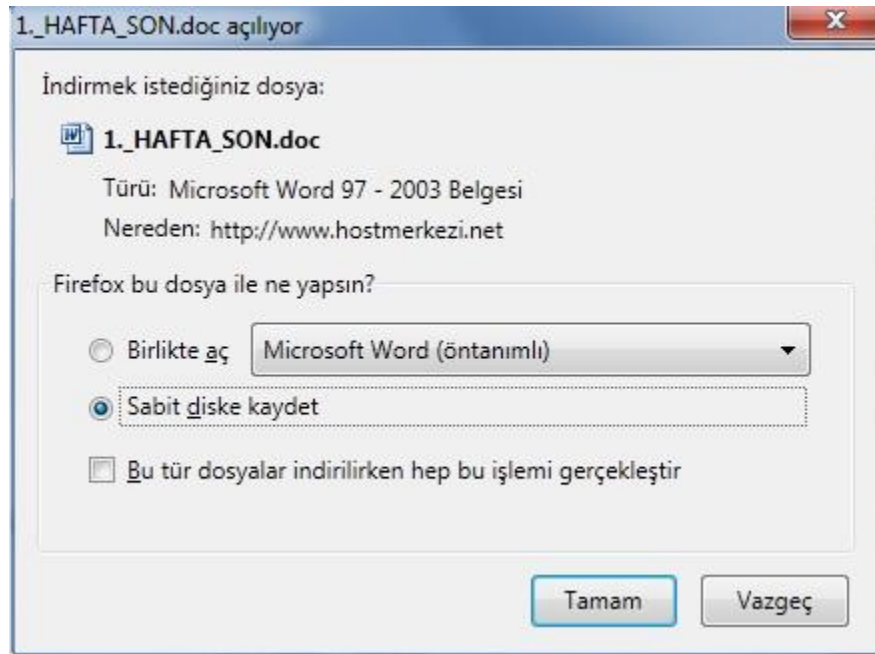 1._HAFTA_SON.doc açılıyor
İndirmek istediğiniz dosya:
1._HAFTA_SON.doc
Türü: Microsoft Word 97 - 2003 Belgesi
Nereden: http://www.hostmerkezi.net
Firefox bu dosya ile ne yapsın?
Birlikte aç Microsoft Word (öntanımlı)
Sabit diske kaydet
Bu tür dosyalar indirilirken hep bu işlemi gerçekleştir
Tamam Vazgeç